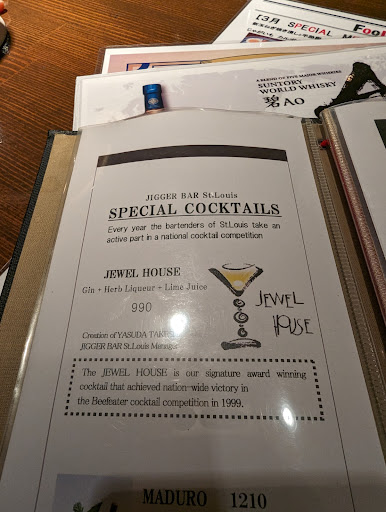 【3月 SPECIAL
A BLEND OF FIVE MAJOR WHISKIES
SUNTORY
WORLD WHISKY
碧AO
JIGGER BAR St.Louis
SPECIAL COCKTAILS
Every year the bartenders of St.Louis take an
active part in a national cocktail competition
JEWEL HOUSE
Gin + Herb Liqueur + Lime Juice
990
JEWEL
HOUSE
Creation of YASUDA
JIGGER BAR St.Louis Meneger
The JEWEL HOUSE is our signature award winning
cocktail that achieved nation-wide victory in
the Beefeater cocktail competition in 1999.
MADURO 1210